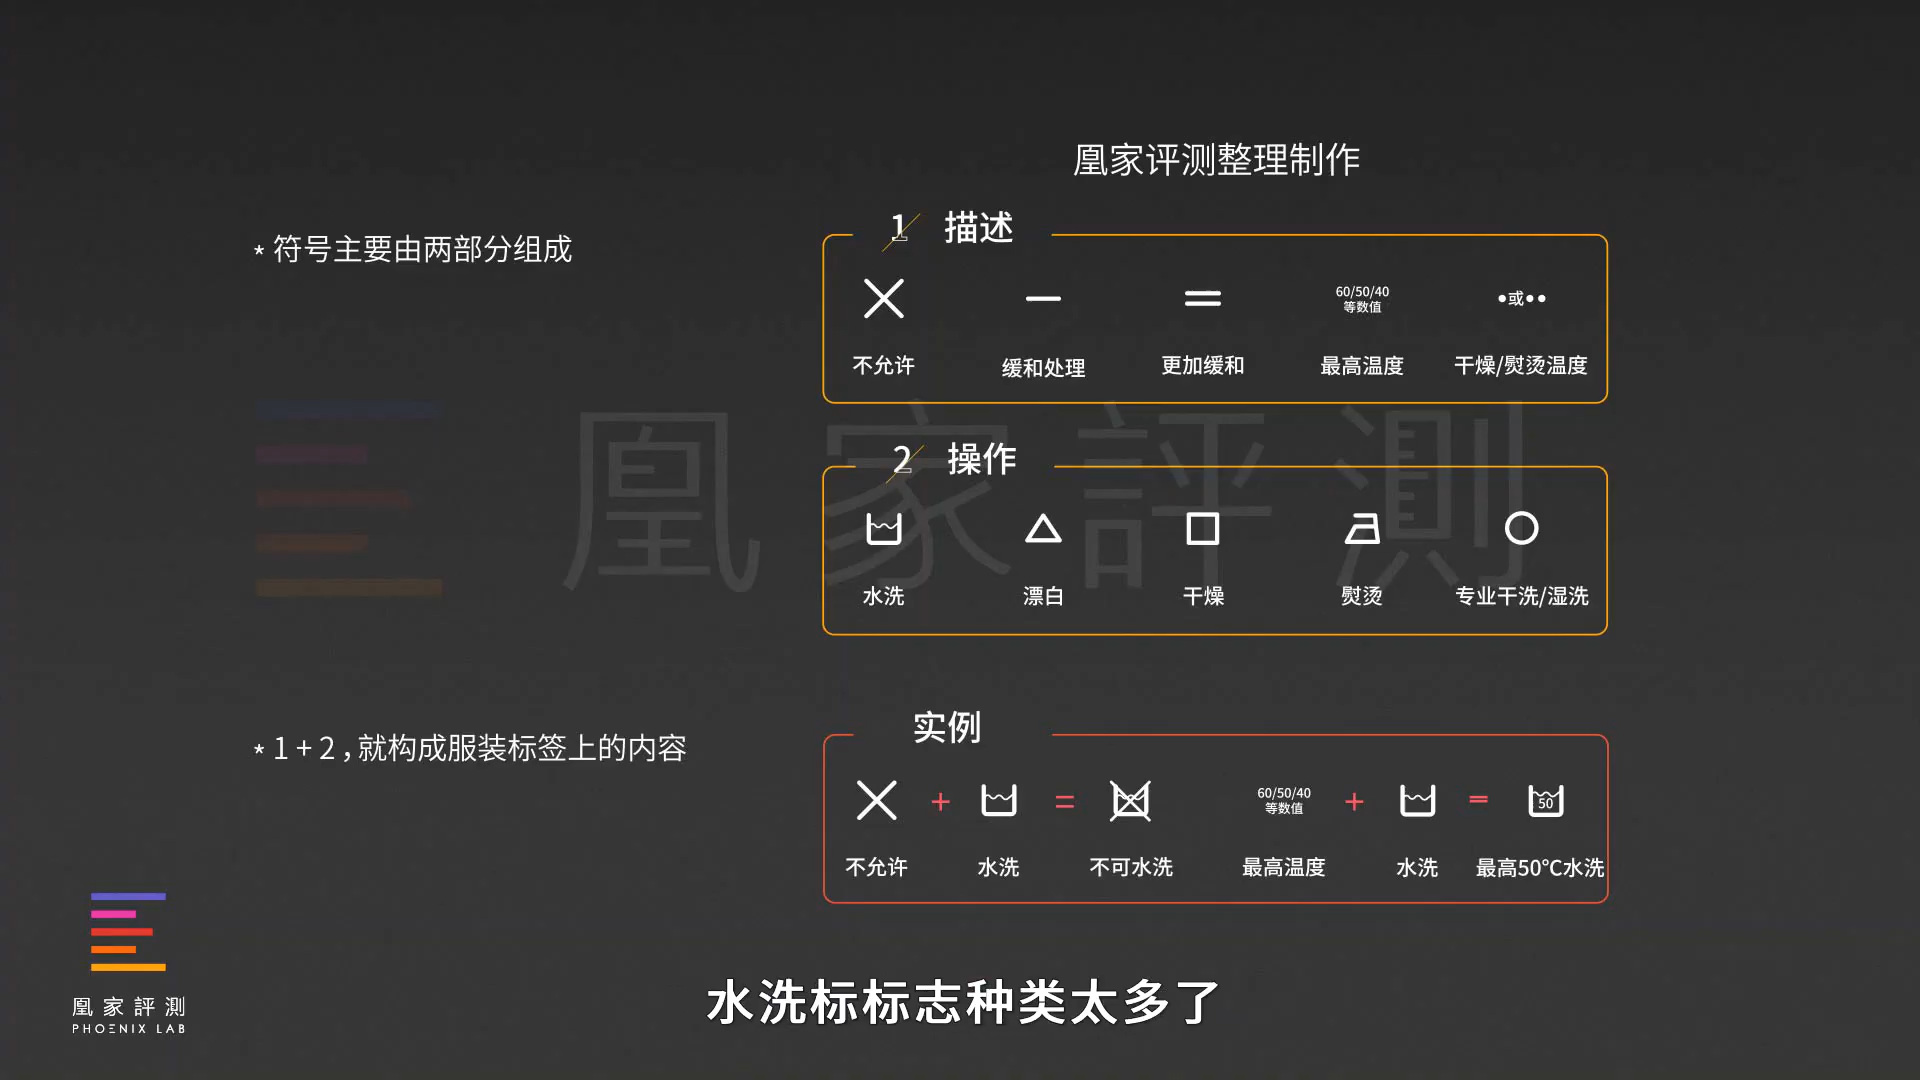 凰家评测整理制作
* 符号主要由两部分组成
1 描述
60/50/40
等数值
•或••
不允许 缓和处理 更加缓和 最高温度 干燥/熨烫温度
凰家評測
2 操作
水洗 漂白 干燥 熨烫 专业干洗/湿洗
* 1 + 2 , 就构成服装标签上的内容
实例
+ = 60/50/40
等数值 + = 50
不允许 水洗 不可水洗 最高温度 水洗 最高50℃水洗
凰家評測
PHOENIX LAB
水洗标标志种类太多了